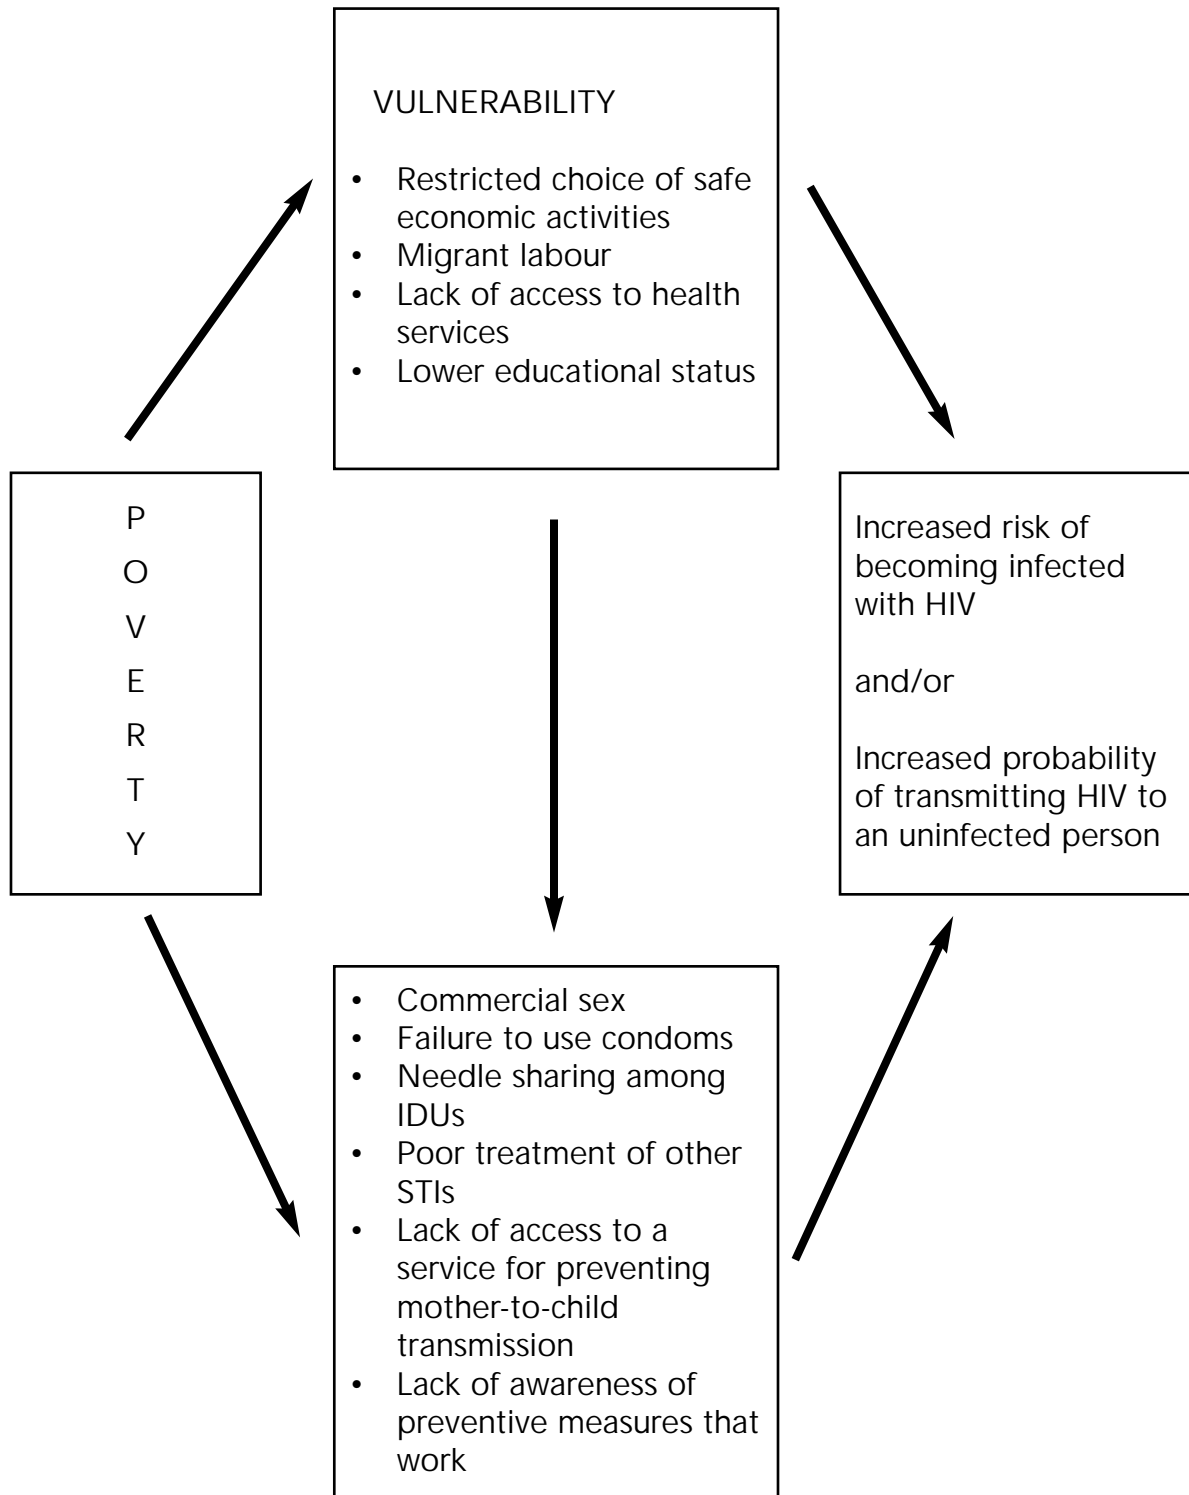 VULNERABILITY
• Restricted choice of safe
economic activities
• Migrant labour
• Lack of access to health
services
• Lower educational status
P
O
V
E
R
T
Y
Increased risk of
becoming infected
with HIV
and/or
Increased probability
of transmitting HIV to
an uninfected person
• Commercial sex
• Failure to use condoms
• Needle sharing among
IDUs
• Poor treatment of other
STIs
• Lack of access to a
service for preventing
mother-to-child
transmission
• Lack of awareness of
preventive measures that
work